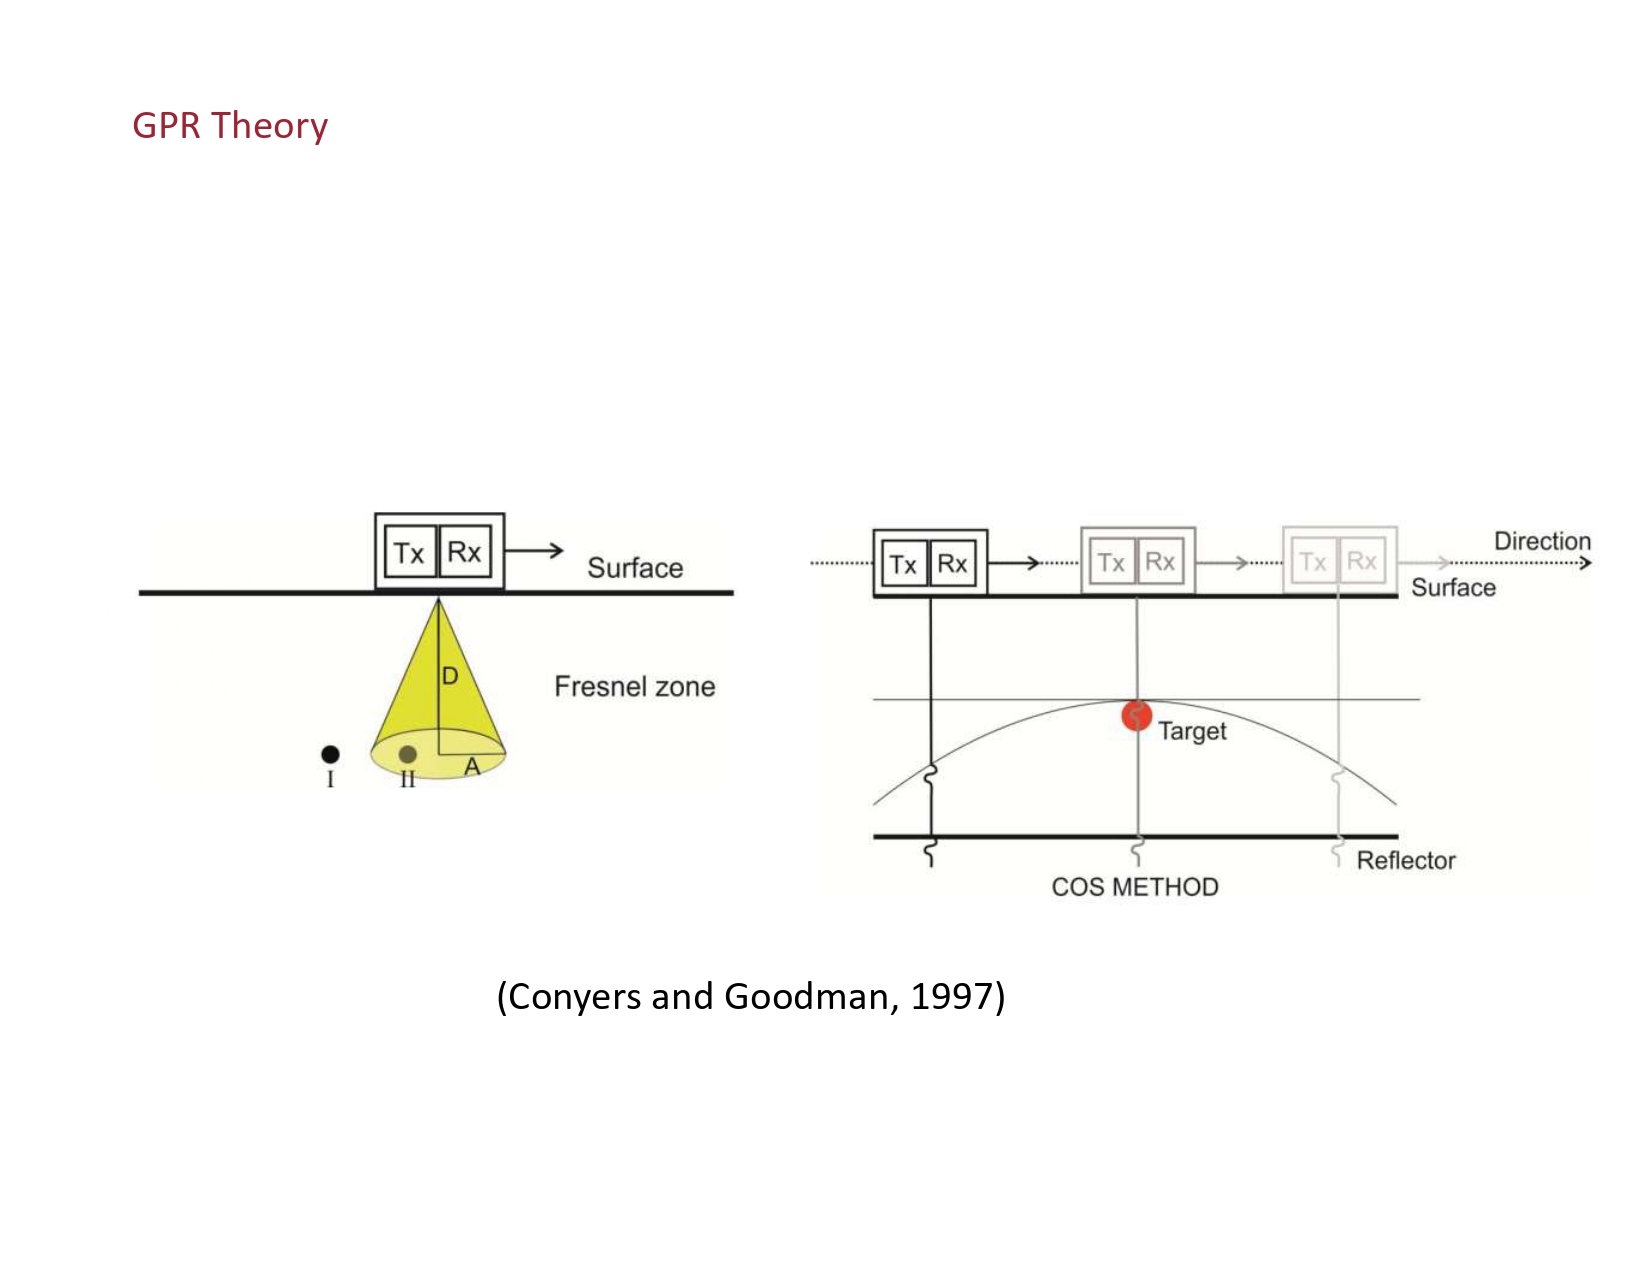 GPR Theory
Tx Rx
Surface
D
Fresnel zone
A
I II
Tx Rx Tx Rx Tx Rx
Direction
Surface
Target
Reflector
COS METHOD
(Conyers and Goodman, 1997)